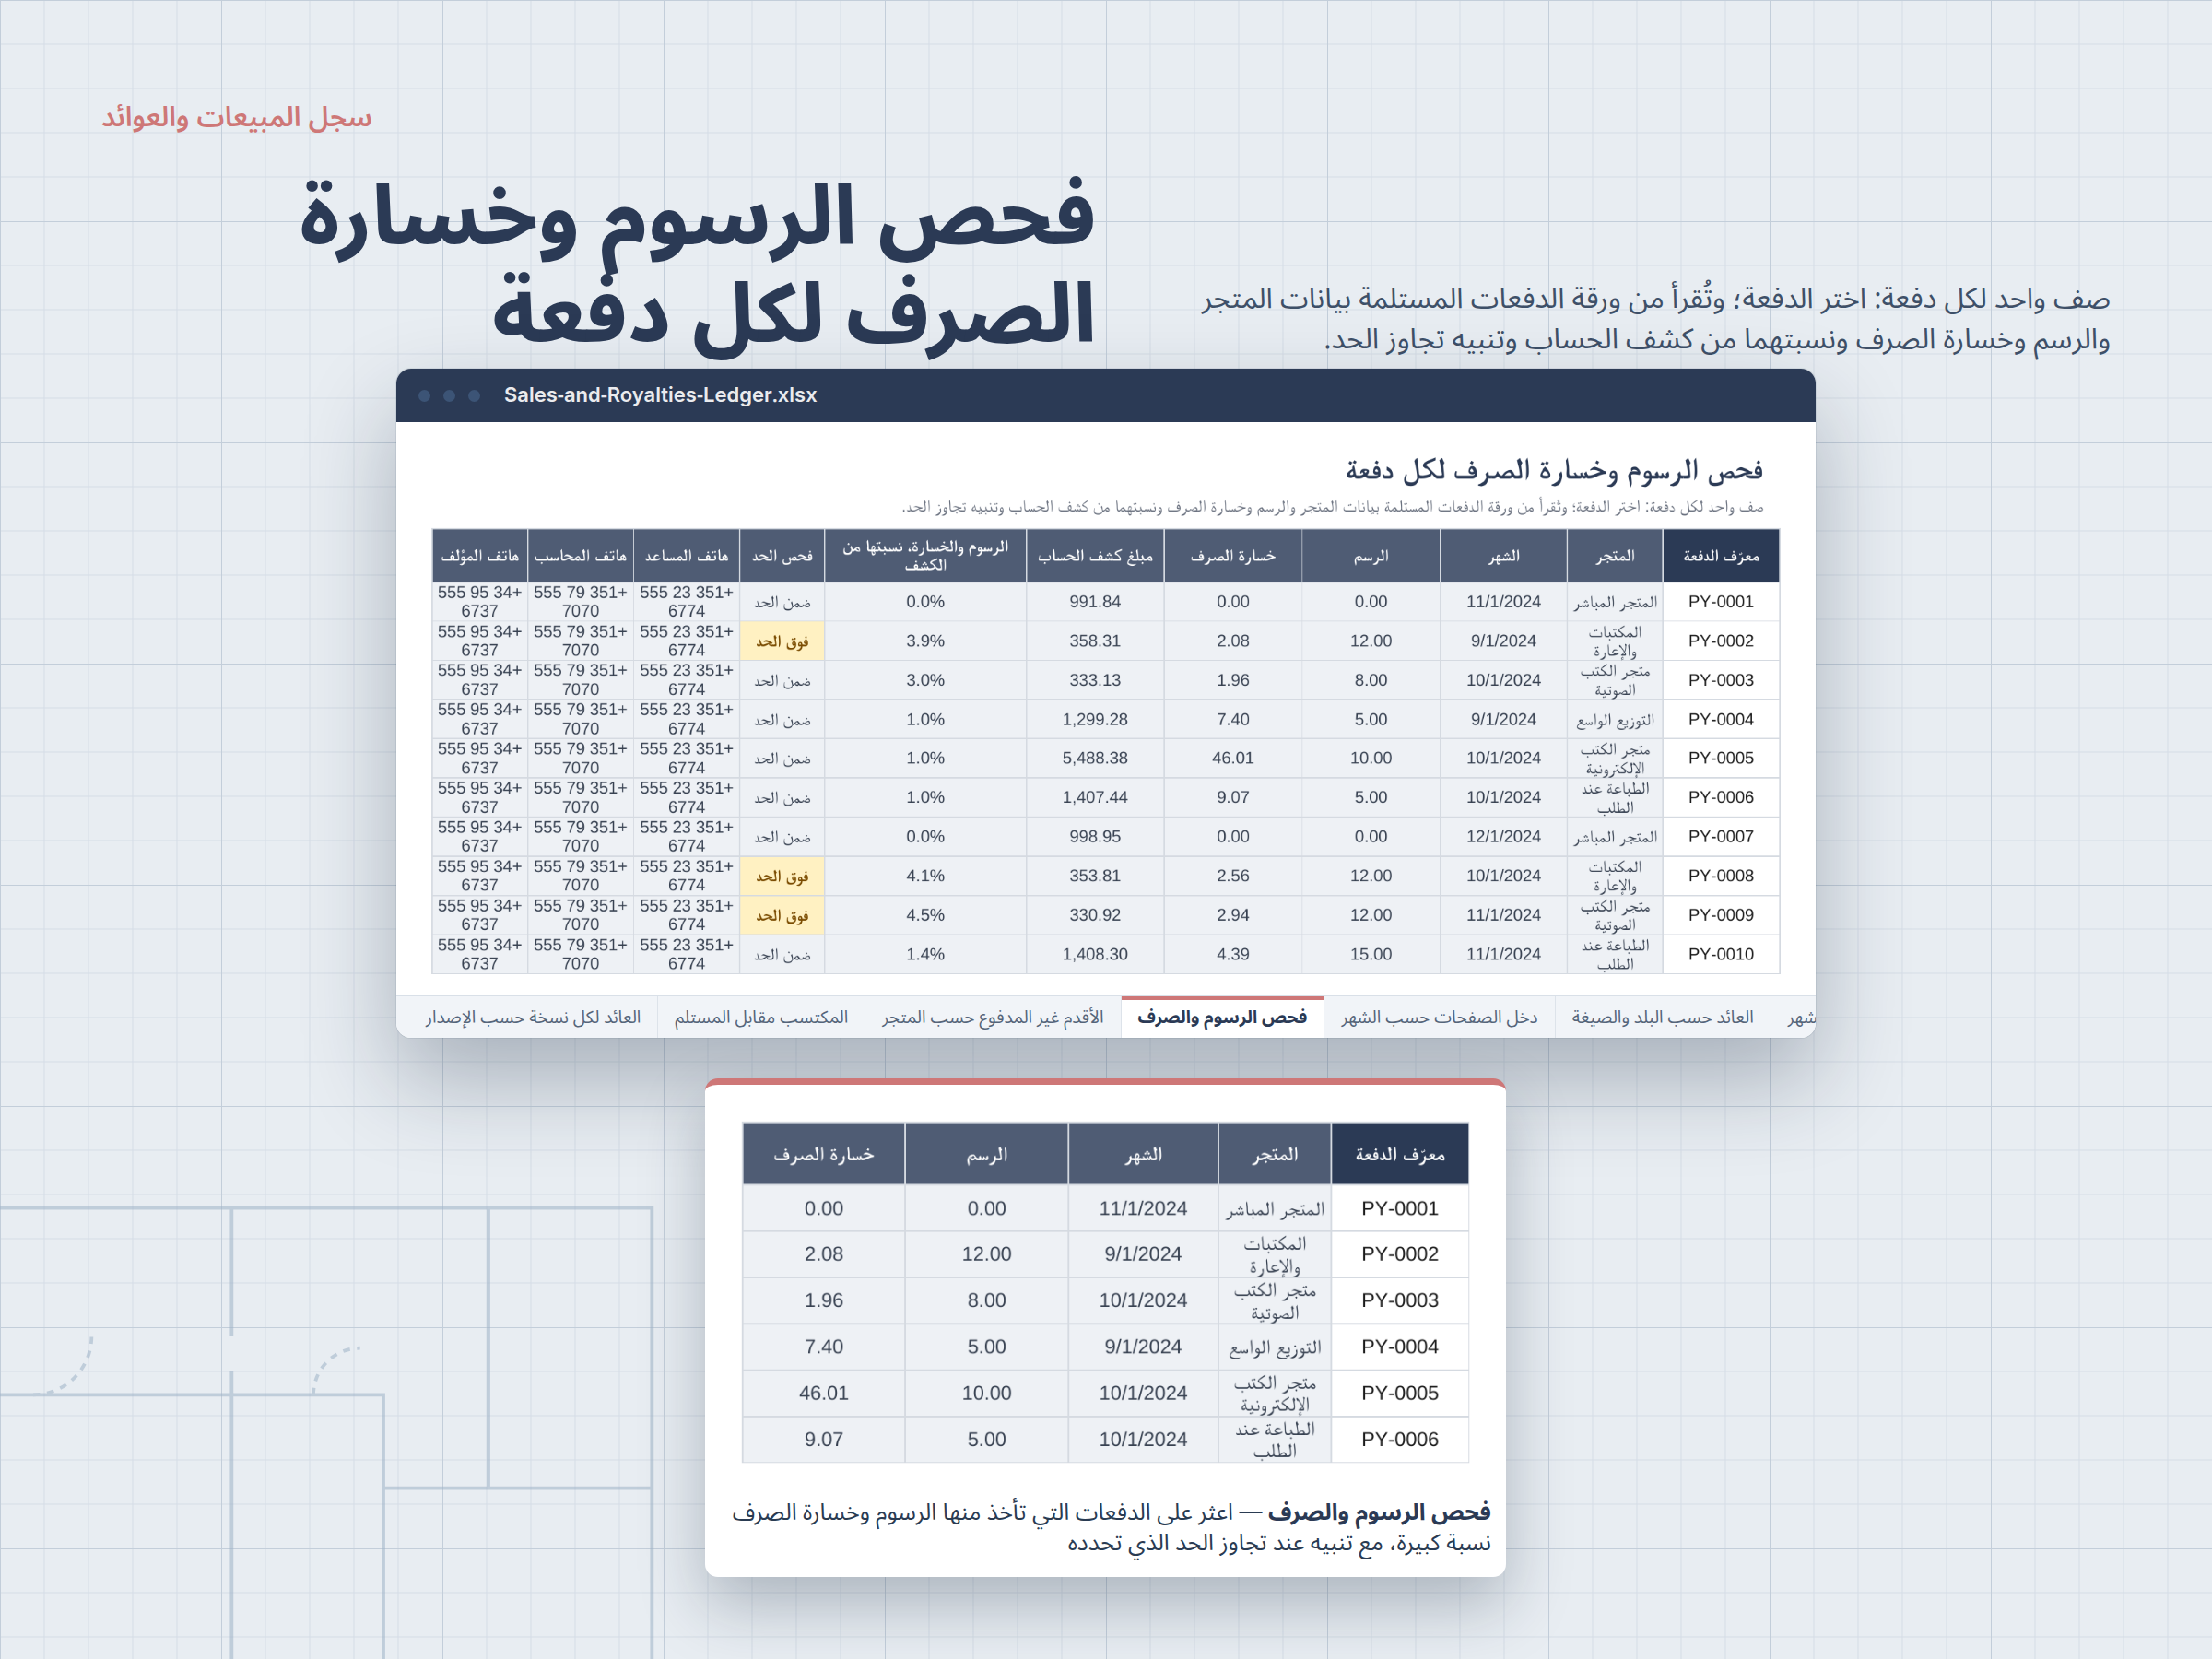 سجل المبيعات والعوائد
فحص الرسوم وخسارة
الصرف لكل دفعة
صف واحد لكل دفعة: اختر الدفعة؛ وتُقرأ من ورقة الدفعات المستلمة بيانات المتجر
والرسم وخسارة الصرف ونسبتهما من كشف الحساب وتنبيه تجاوز الحد.
Sales-and-Royalties-Ledger.xlsx
فحص الرسوم وخسارة الصرف لكل دفعة
صف واحد لكل دفعة: اختر الدفعة؛ وتُقرأ من ورقة الدفعات المستلمة بيانات المتجر والرسم وخسارة الصرف ونسبتهما من كشف الحساب وتنبيه تجاوز الحد.
معرّف الدفعة المتجر الشهر الرسم خسارة الصرف مبلغ كشف الحساب الرسوم والخسارة، نسبتها من الكشف فحص الحد هاتف المساعد هاتف المحاسب هاتف المؤلف
PY-0001 المتجر المباشر 11/1/2024 0.00 0.00 991.84 0.0% ضمن الحد 555 23 351+ 6774 555 79 351+ 7070 555 95 34+ 6737
PY-0002 المكتبات والإعارة 9/1/2024 12.00 2.08 358.31 3.9% فوق الحد 555 23 351+ 6774 555 79 351+ 7070 555 95 34+ 6737
PY-0003 متجر الكتب الصوتية 10/1/2024 8.00 1.96 333.13 3.0% ضمن الحد 555 23 351+ 6774 555 79 351+ 7070 555 95 34+ 6737
PY-0004 التوزيع الواسع 9/1/2024 5.00 7.40 1,299.28 1.0% ضمن الحد 555 23 351+ 6774 555 79 351+ 7070 555 95 34+ 6737
PY-0005 متجر الكتب الإلكترونية 10/1/2024 10.00 46.01 5,488.38 1.0% ضمن الحد 555 23 351+ 6774 555 79 351+ 7070 555 95 34+ 6737
PY-0006 الطباعة عند الطلب 10/1/2024 5.00 9.07 1,407.44 1.0% ضمن الحد 555 23 351+ 6774 555 79 351+ 7070 555 95 34+ 6737
PY-0007 المتجر المباشر 12/1/2024 0.00 0.00 998.95 0.0% ضمن الحد 555 23 351+ 6774 555 79 351+ 7070 555 95 34+ 6737
PY-0008 المكتبات والإعارة 10/1/2024 12.00 2.56 353.81 4.1% فوق الحد 555 23 351+ 6774 555 79 351+ 7070 555 95 34+ 6737
PY-0009 متجر الكتب الصوتية 11/1/2024 12.00 2.94 330.92 4.5% فوق الحد 555 23 351+ 6774 555 79 351+ 7070 555 95 34+ 6737
PY-0010 الطباعة عند الطلب 11/1/2024 15.00 4.39 1,408.30 1.4% ضمن الحد 555 23 351+ 6774 555 79 351+ 7070 555 95 34+ 6737
شهر العائد حسب البلد والصيغة دخل الصفحات حسب الشهر فحص الرسوم والصرف الأقدم غير المدفوع حسب المتجر المكتسب مقابل المستلم العائد لكل نسخة حسب الإصدار
معرّف الدفعة المتجر الشهر الرسم خسارة الصرف
PY-0001 المتجر المباشر 11/1/2024 0.00 0.00
PY-0002 المكتبات والإعارة 9/1/2024 12.00 2.08
PY-0003 متجر الكتب الصوتية 10/1/2024 8.00 1.96
PY-0004 التوزيع الواسع 9/1/2024 5.00 7.40
PY-0005 متجر الكتب الإلكترونية 10/1/2024 10.00 46.01
PY-0006 الطباعة عند الطلب 10/1/2024 5.00 9.07
فحص الرسوم والصرف — اعثر على الدفعات التي تأخذ منها الرسوم وخسارة الصرف
نسبة كبيرة، مع تنبيه عند تجاوز الحد الذي تحدده